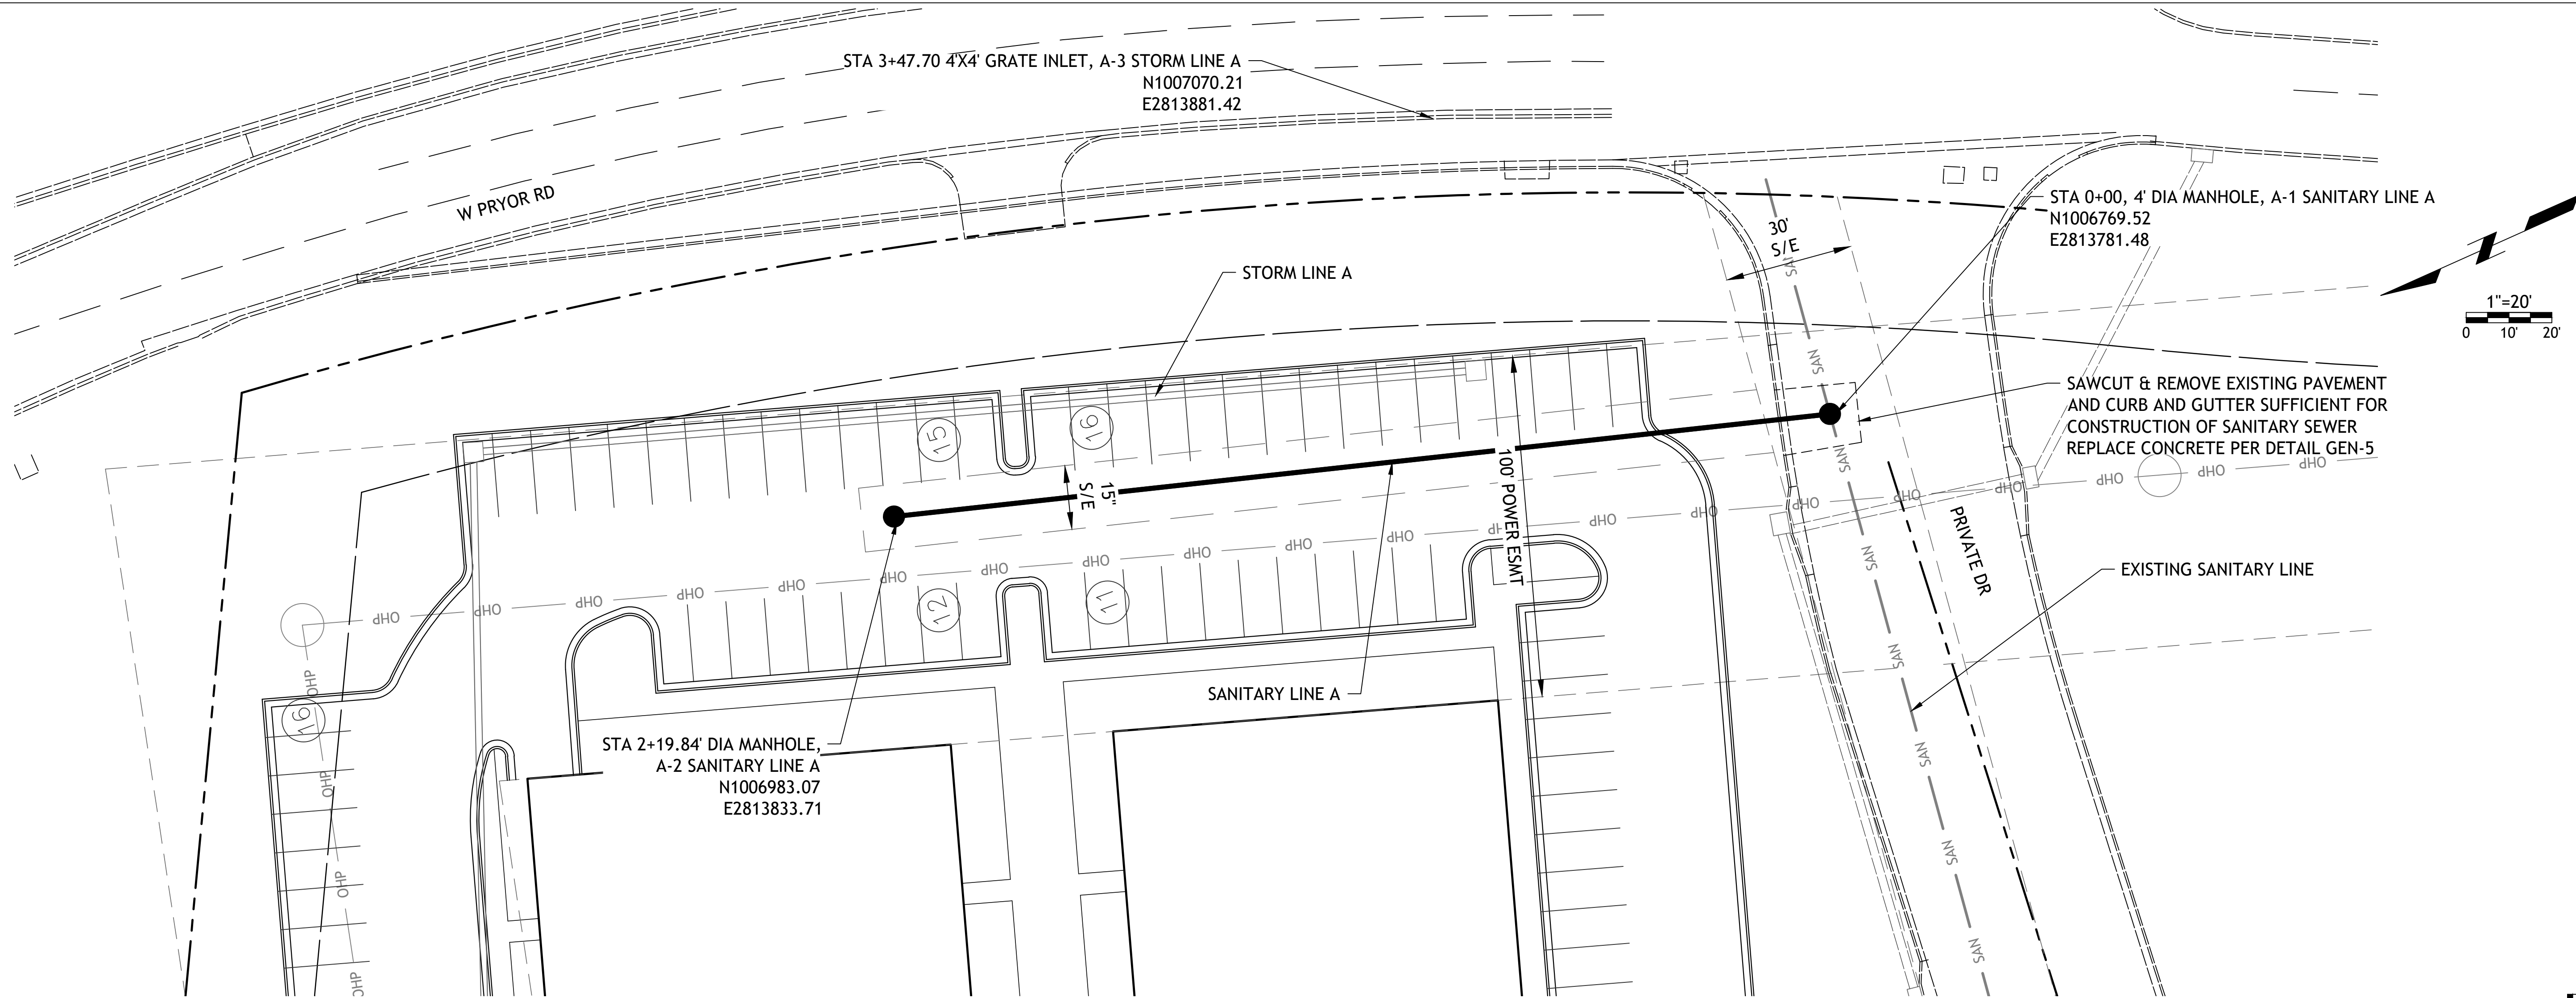 STA 3+47.70 4'X4' GRATE INLET, A-3 STORM LINE A
N1007070.21
E2813881.42
W PRYOR RD
STORM LINE A
30'
S/E
SAN
STA 0+00, 4' DIA MANHOLE, A-1 SANITARY LINE A
N1006769.52
E2813781.48
N
1"=20'
0 10' 20'
SAWCUT & REMOVE EXISTING PAVEMENT
AND CURB AND GUTTER SUFFICIENT FOR
CONSTRUCTION OF SANITARY SEWER
REPLACE CONCRETE PER DETAIL GEN-5
SAN
SAN
15
16
15"
S/E
100' POWER ESMT
OHP OHP OHP OHP OHP OHP OHP OHP OHP OHP OHP OHP OHP OHP OHP OHP OHP OHP OHP OHP
12
11
16
OHP
OHP
OHP
OHP
PRIVATE DR
EXISTING SANITARY LINE
SANITARY LINE A
STA 2+19.84' DIA MANHOLE,
A-2 SANITARY LINE A
N1006983.07
E2813833.71
SAN
SAN
SAN
SAN
SAN
SAN
SAN